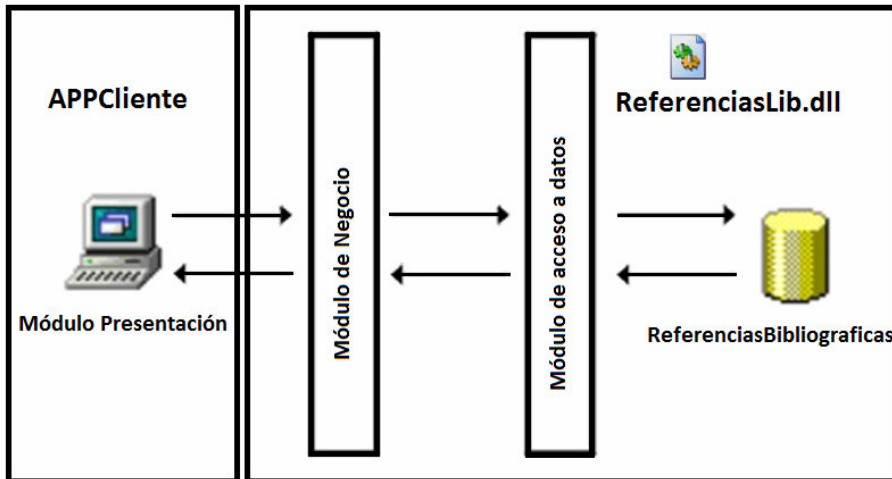 APPCliente
Módulo Presentación
Módulo de Negocio
Módulo de acceso a datos
ReferenciasLib.dll
ReferenciasBibliograficas